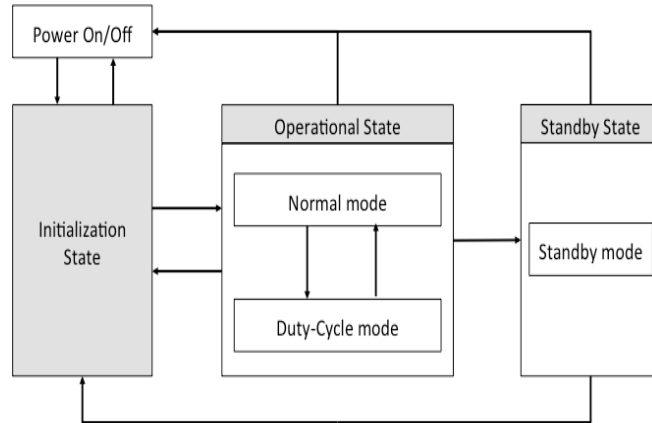 Power On/Off
Operational State
Standby State
Normal mode
Initialization
State
Standby mode
Duty-Cycle mode